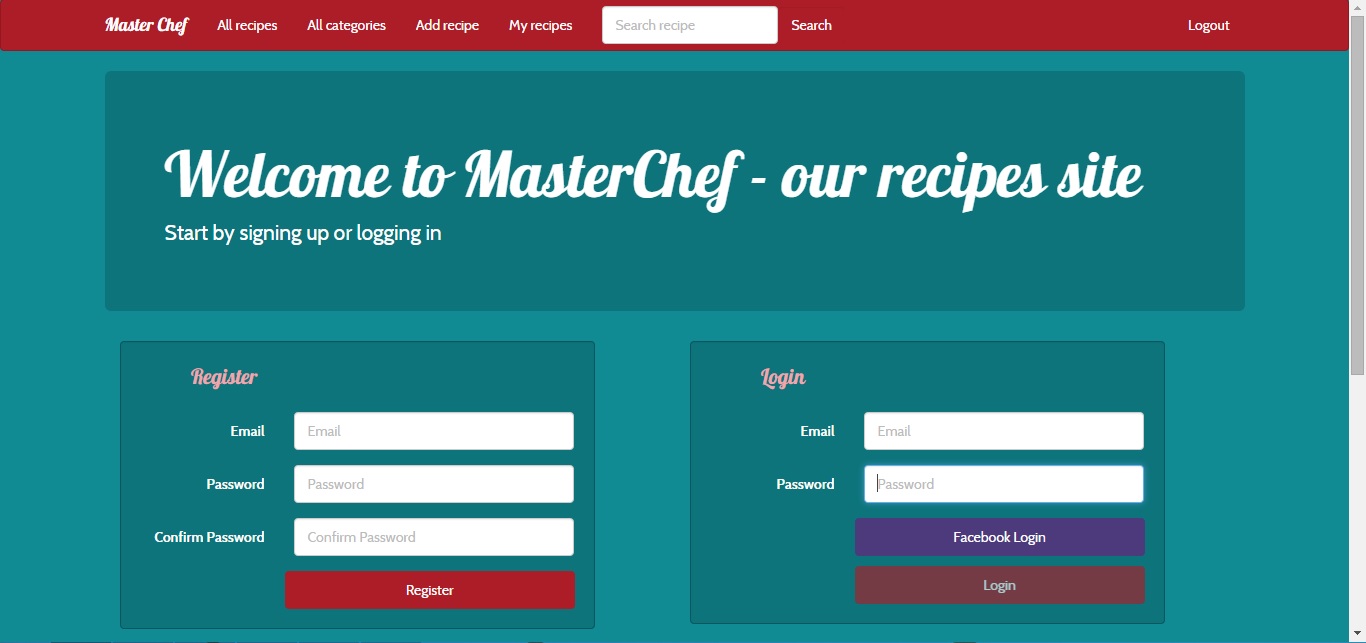 Master Chef All recipes All categories Add recipe My recipes Search recipe Search Logout
Welcome to MasterChef - our recipes site
Start by signing up or logging in
Register
Email Email
Password Password
Confirm Password Confirm Password
Register
Login
Email Email
Password Password
Facebook Login
Login